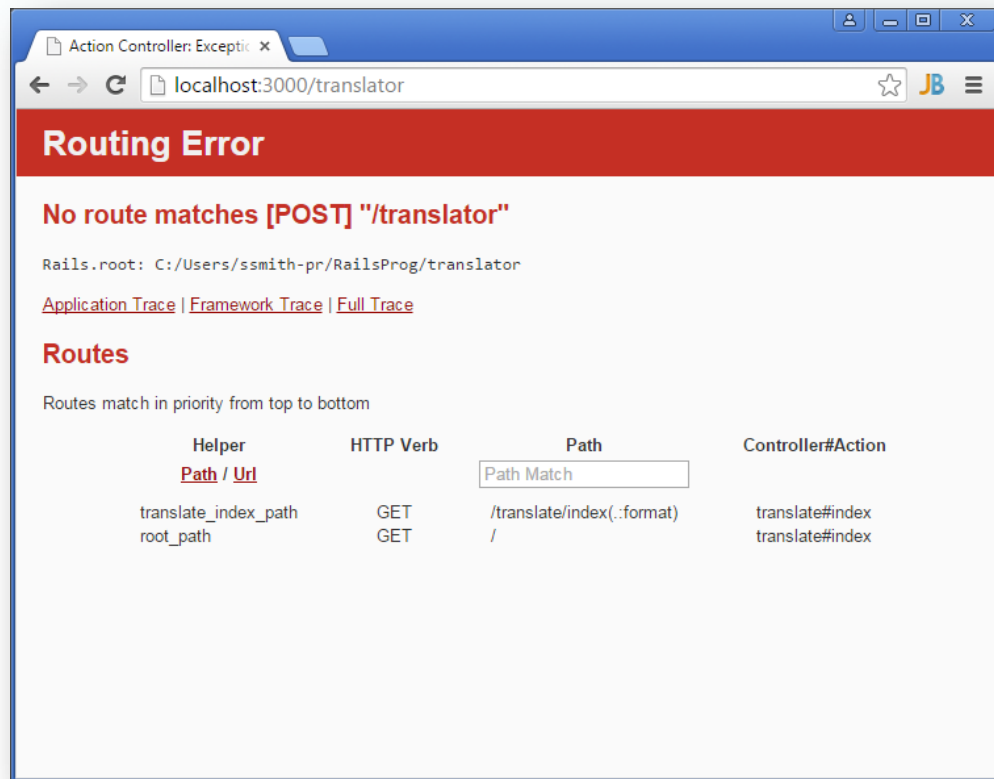 Action Controller: Exceptic
localhost:3000/translator
JB
Routing Error
No route matches [POST] "/translator"
Rails.root: C:/Users/ssmith-pr/RailsProg/translator
Application Trace | Framework Trace | Full Trace
Routes
Routes match in priority from top to bottom
Helper HTTP Verb Path Controller#Action
Path / Url Path Match
translate_index_path GET /translate/index(.:format) translate#index
root_path GET / translate#index